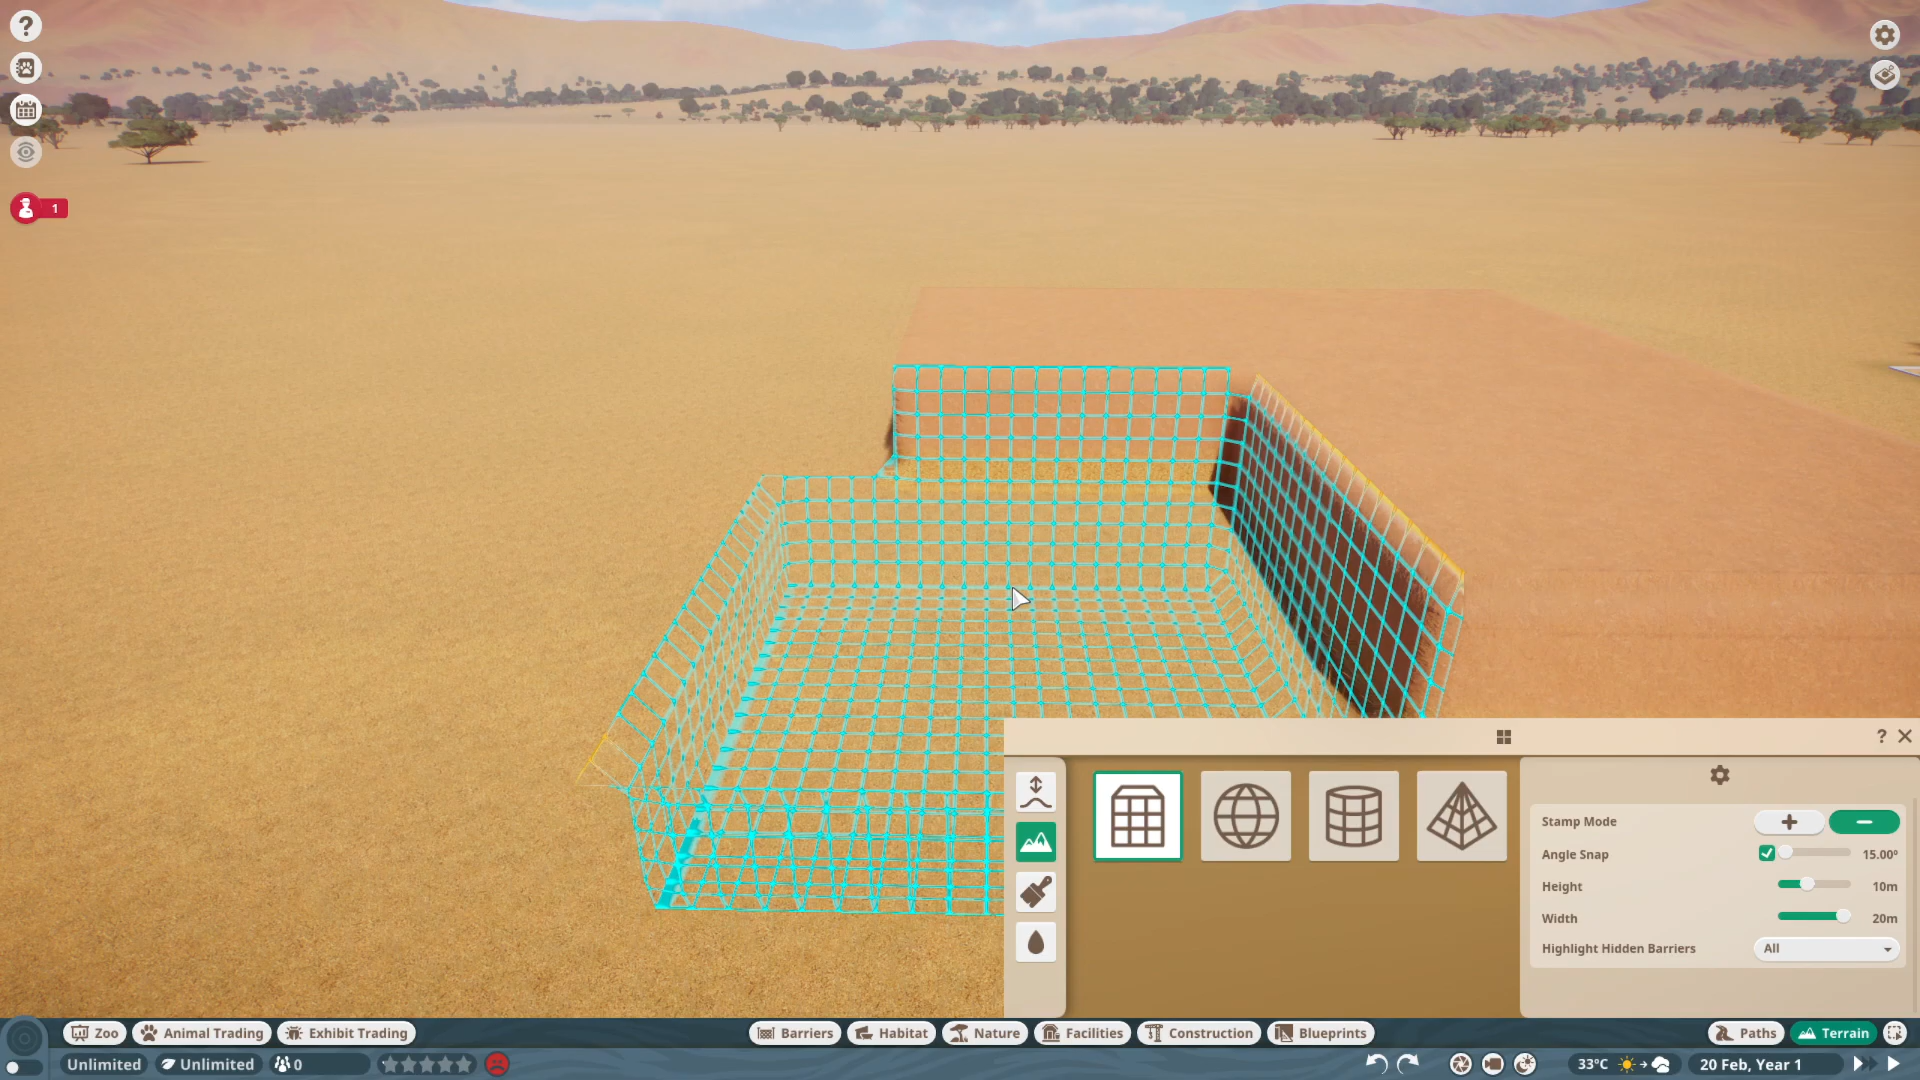 ?
1
?
Stamp Mode
Angle Snap 15.00º
Height 10m
Width 20m
Highlight Hidden Barriers All
Zoo Animal Trading Exhibit Trading Barriers Habitat Nature Facilities Construction Blueprints Paths Terrain
Unlimited Unlimited 0 33°C 20 Feb, Year 1